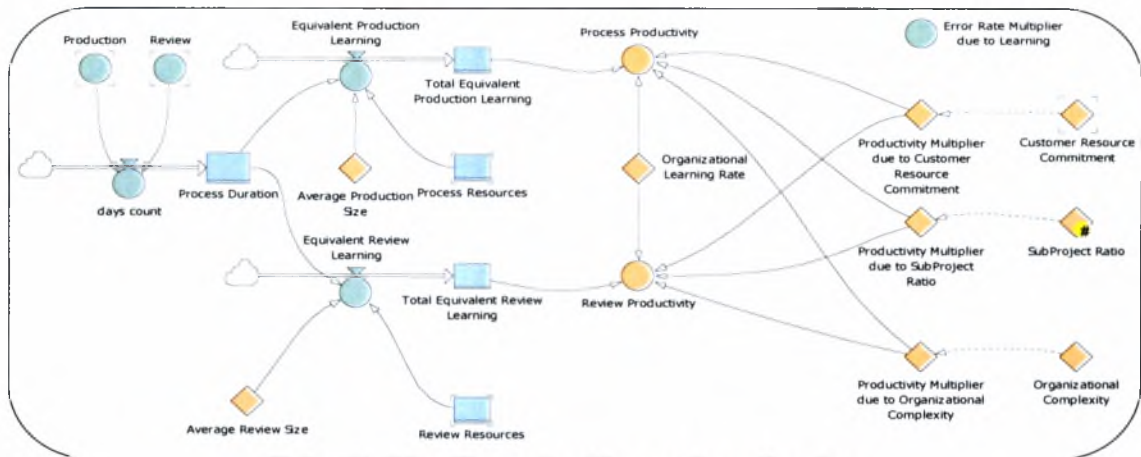 Production
Review
Equivalent Production
Learning
Process Productivity
Error Rate Multiplier
due to Learning
Total Equivalent
Production Learning
Process Duration
days count
Average Production
Size
Process Resources
Organizational
Learning Rate
Productivity Multiplier
due to Customer
Resource
Commitment
Customer Resource
Commitment
Equivalent Review
Learning
Total Equivalent Review
Learning
Review Productivity
Productivity Multiplier
due to SubProject
Ratio
#
SubProject Ratio
Average Review Size
Review Resources
Productivity Multiplier
due to Organizational
Complexity
Organizational
Complexity